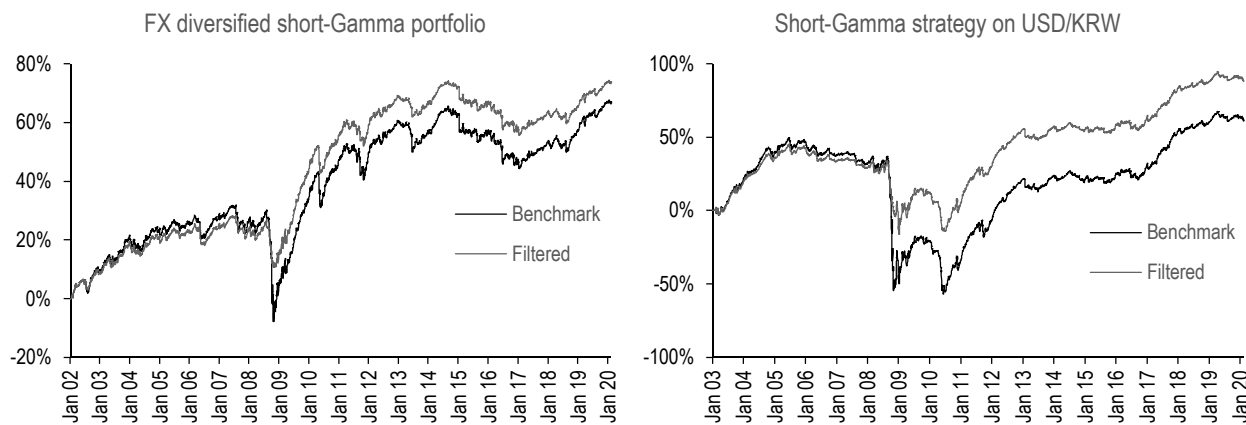 FX diversified short-Gamma portfolio
80%
60%
40%
20%
0%
-20%
Benchmark
Filtered
Jan 02
Jan 03
Jan 04
Jan 05
Jan 06
Jan 07
Jan 08
Jan 09
Jan 10
Jan 11
Jan 12
Jan 13
Jan 14
Jan 15
Jan 16
Jan 17
Jan 18
Jan 19
Jan 20
Short-Gamma strategy on USD/KRW
100%
50%
0%
-50%
-100%
Benchmark
Filtered
Jan 03
Jan 04
Jan 05
Jan 06
Jan 07
Jan 08
Jan 09
Jan 10
Jan 11
Jan 12
Jan 13
Jan 14
Jan 15
Jan 16
Jan 17
Jan 18
Jan 19
Jan 20